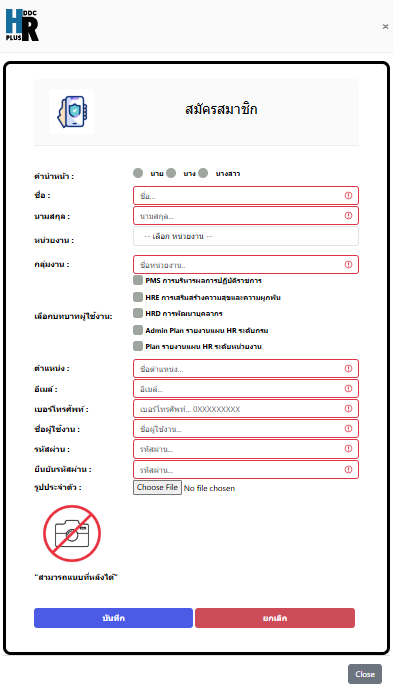 DDC
HR
PLUS
×
สมัครสมาชิก
คำนำหน้า : นาย นาง นางสาว
ชื่อ : ชื่อ...
นามสกุล : นามสกุล...
หน่วยงาน : -- เลือก หน่วยงาน --
กลุ่มงาน : ชื่อหน่วยงาน..
PMS การบริหารผลการปฏิบัติราชการ
HRE การเสริมสร้างความสุขและความผูกพัน
เลือกบทบาทผู้ใช้งาน: HRD การพัฒนาบุคลากร
Admin Plan รายงานแผน HR ระดับกรม
Plan รายงานแผน HR ระดับหน่วยงาน
ตำแหน่ง : ชื่อตำแหน่ง...
อีเมล์ : อีเมล์...
เบอร์โทรศัพท์ : เบอร์โทรศัพท์... 0XXXXXXXXX
ชื่อผู้ใช้งาน : ชื่อผู้ใช้งาน...
รหัสผ่าน : รหัสผ่าน...
ยืนยันรหัสผ่าน : รหัสผ่าน...
รูปประจำตัว : Choose File No file chosen
"สามารถแนบทีหลังได้"
บันทึก ยกเลิก
Close